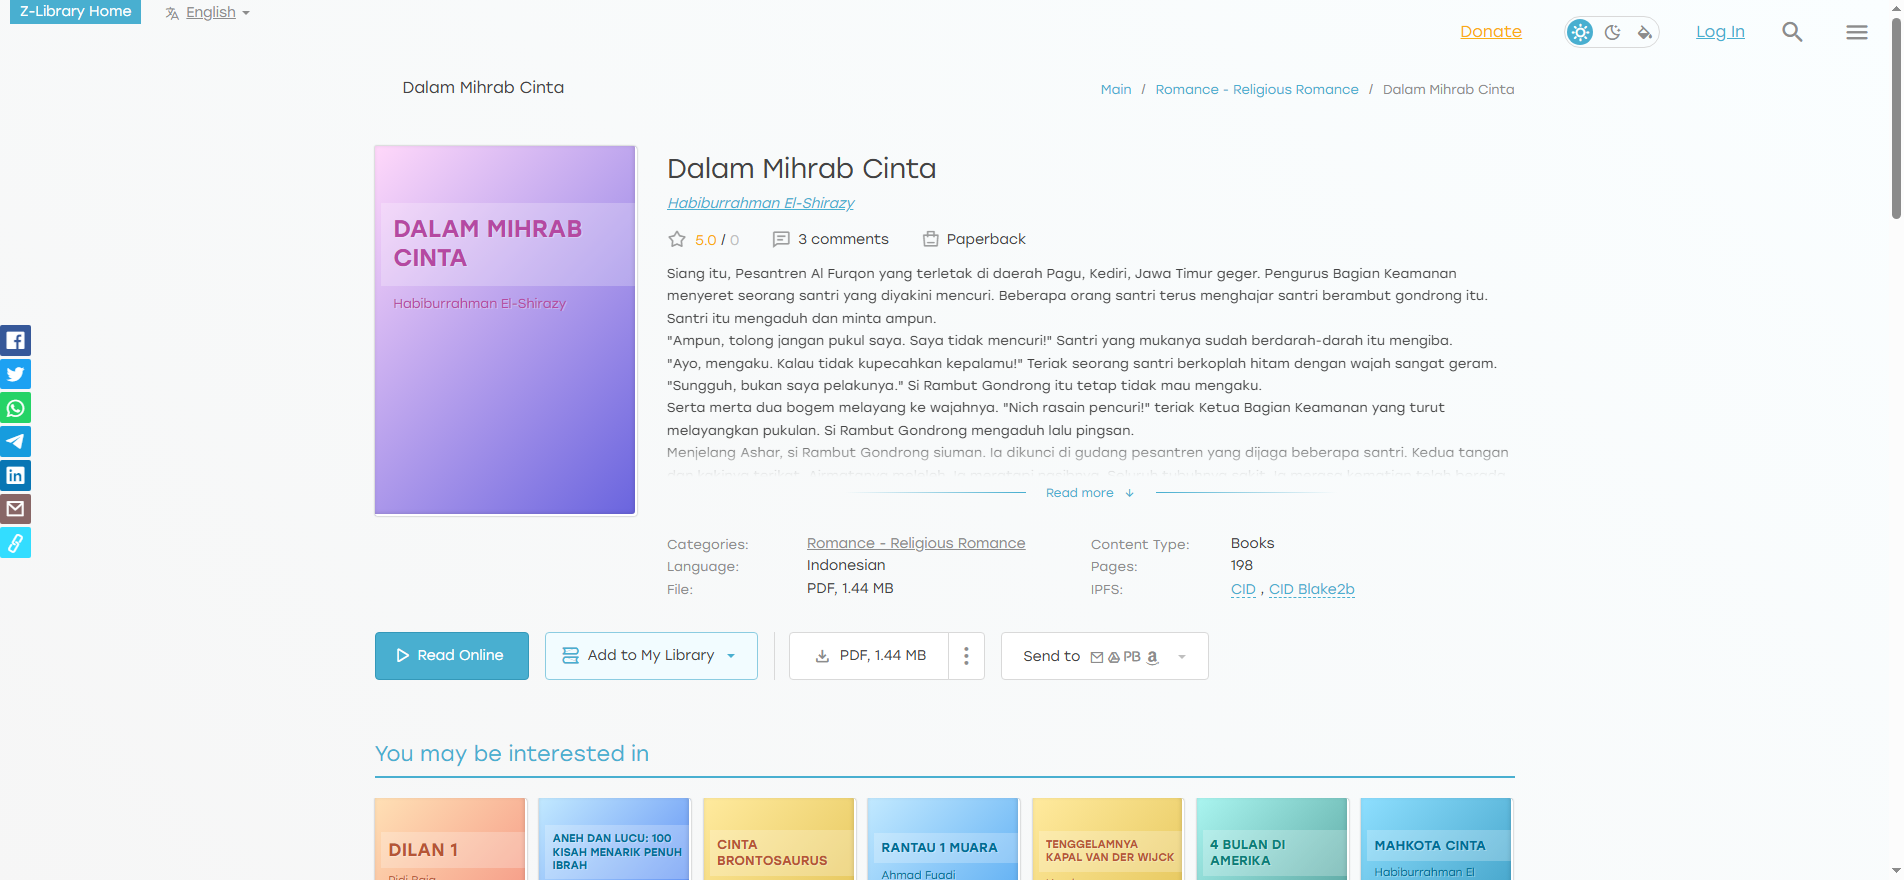 Z-Library Home
English
Donate
Log In
Dalam Mihrab Cinta
Main / Romance - Religious Romance / Dalam Mihrab Cinta
DALAM MIHRAB
CINTA
Habiburrahman El-Shirazy
Dalam Mihrab Cinta
Habiburrahman El-Shirazy
5.0 / 0
3 comments
Paperback
Siang itu, Pesantren Al Furqon yang terletak di daerah Pagu, Kediri, Jawa Timur geger. Pengurus Bagian Keamanan
menyeret seorang santri yang diyakini mencuri. Beberapa orang santri terus menghajar santri berambut gondrong itu.
Santri itu mengaduh dan minta ampun.
"Ampun, tolong jangan pukul saya. Saya tidak mencuri!" Santri yang mukanya sudah berdarah-darah itu mengiba.
"Ayo, mengaku. Kalau tidak kupecahkan kepalamu!" Teriak seorang santri berkoplah hitam dengan wajah sangat geram.
"Sungguh, bukan saya pelakunya." Si Rambut Gondrong itu tetap tidak mau mengaku.
Serta merta dua bogem melayang ke wajahnya. "Nich rasain pencuri!" teriak Ketua Bagian Keamanan yang turut
melayangkan pukulan. Si Rambut Gondrong mengaduh lalu pingsan.
Menjelang Ashar, si Rambut Gondrong siuman. Ia dikunci di gudang pesantren yang dijaga beberapa santri. Kedua tangan
Read more
Categories: Romance - Religious Romance
Language: Indonesian
File: PDF, 1.44 MB
Content Type: Books
Pages: 198
IPFS: CID , CID Blake2b
Read Online
Add to My Library
PDF, 1.44 MB
Send to PB a
You may be interested in
DILAN 1
ANEH DAN LUCU: 100
KISAH MENARIK PENUH
IBRAH
CINTA
BRONTOSAURUS
RANTAU 1 MUARA
Ahmad Fuadi
TENGGELAMNYA
KAPAL VAN DER WIJCK
4 BULAN DI
AMERIKA
MAHKOTA CINTA
Habiburrahman El